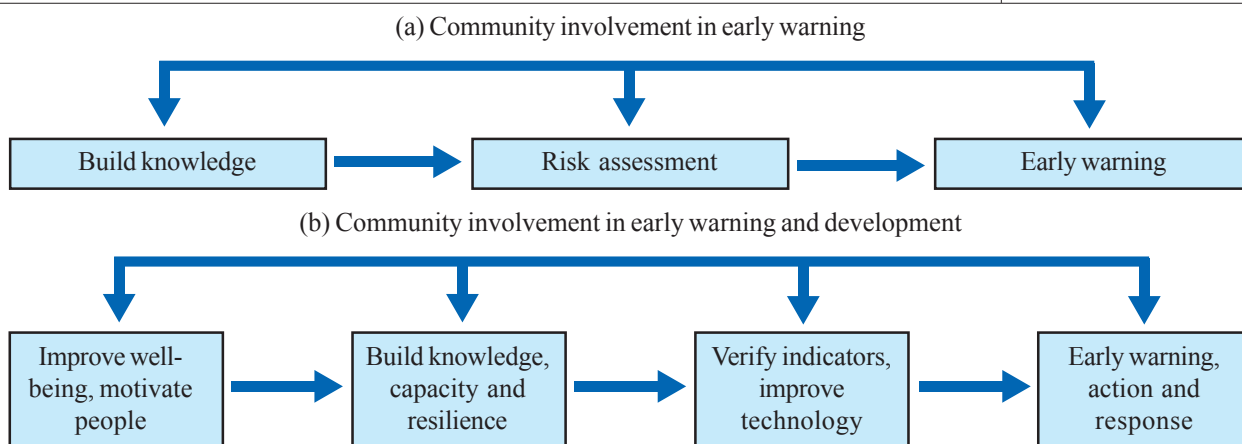 (a) Community involvement in early warning
Build knowledge
Risk assessment
Early warning
(b) Community involvement in early warning and development
Improve well-
being, motivate
people
Build knowledge,
capacity and
resilience
Verify indicators,
improve
technology
Early warning,
action and
response